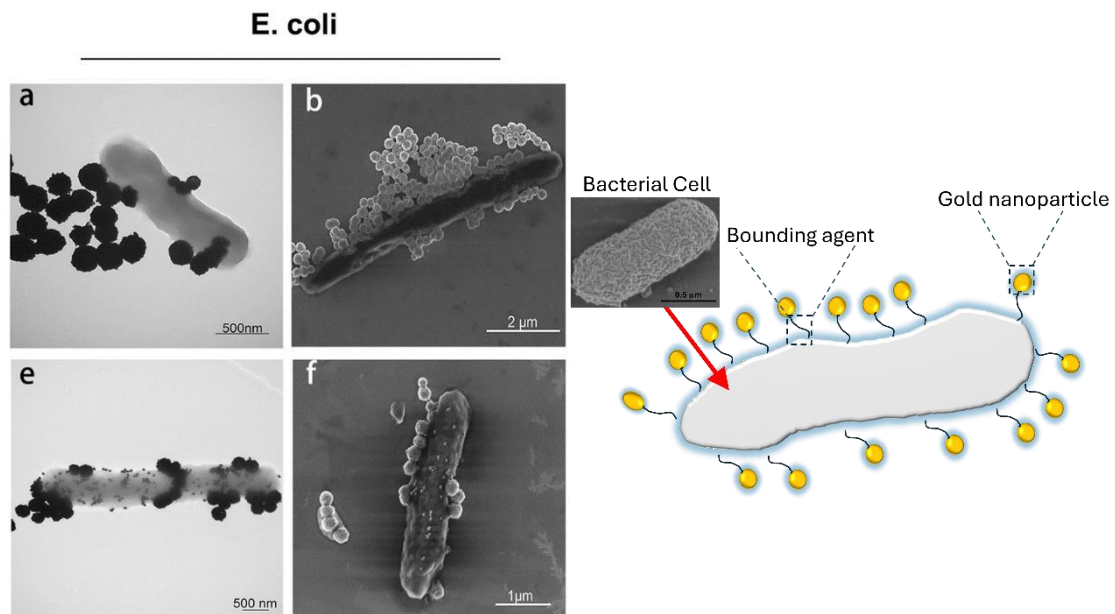 E. coli
a
500nm
b
2 μm
e
500 nm
f
1μm
Bacterial Cell
0.5 μm
Bounding agent
Gold nanoparticle